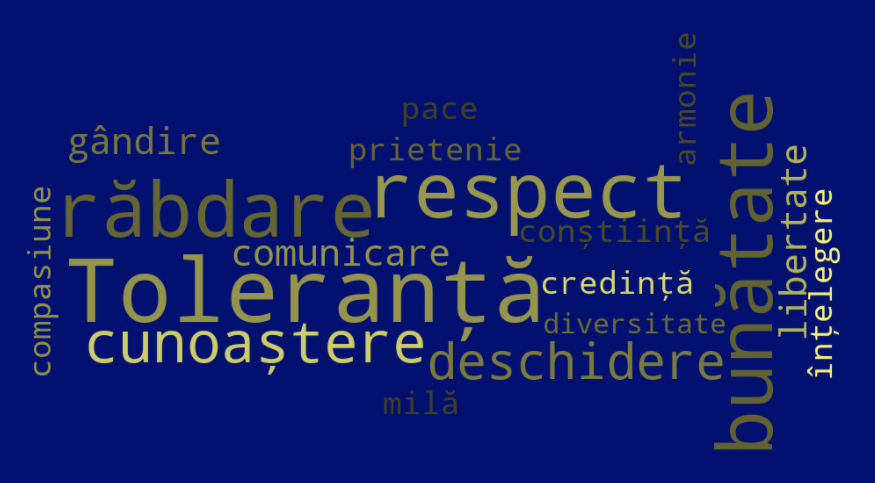 armonie
pace
gândire
prietenie
bunătate
libertate
respect
răbdare
compasiune
înțelegere
conștiință
comunicare
Toleranță
credință
diversitate
cunoaștere
deschidere
milă